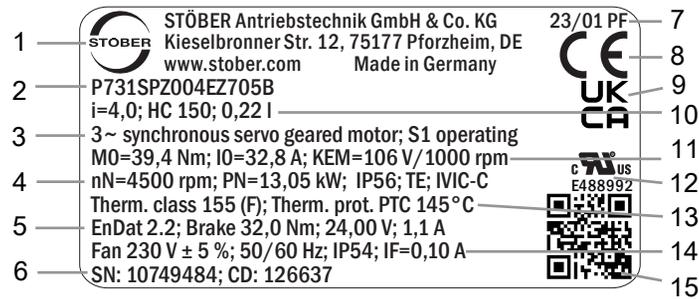 STÖBER
STÖBER Antriebstechnik GmbH & Co. KG
Kieselbronner Str. 12, 75177 Pforzheim, DE
www.stober.com Made in Germany
23/01 PF
CE
UK
CA
P731SPZ004EZ705B
i=4,0; HC 150; 0,22 l
3~ synchronous servo geared motor; S1 operating
M0=39,4 Nm; I0=32,8 A; KEM=106 V/1000 rpm
nN=4500 rpm; PN=13,05 kW; IP56; TE; IVIC-C
Therm. class 155 (F); Therm. prot. PTC 145°C
EnDat 2.2; Brake 32,0 Nm; 24,00 V; 1,1 A
Fan 230 V ± 5 %; 50/60 Hz; IP54; IF=0,10 A
SN: 10749484; CD: 126637
c RU US
E488992
1
2
3
4
5
6
7
8
9
10
11
12
13
14
15